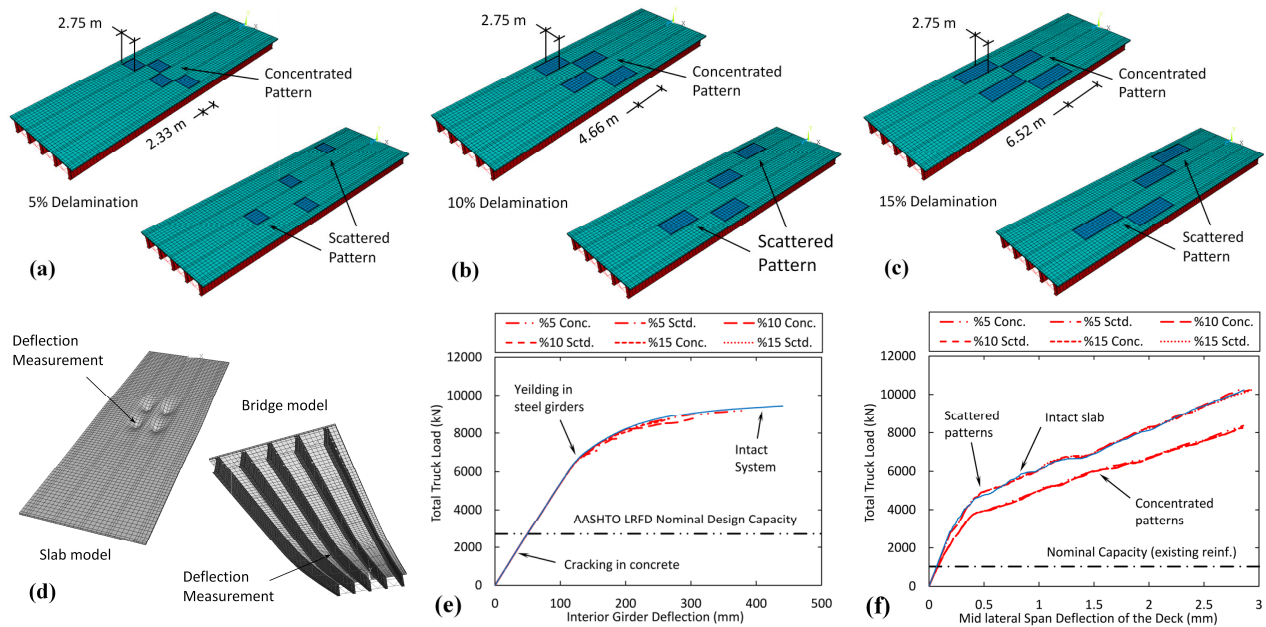 2.75 m
Concentrated
Pattern
2.33 m
5% Delamination
Scattered
Pattern
(a)
2.75 m
Concentrated
Pattern
4.66 m
10% Delamination
Scattered
Pattern
(b)
2.75 m
Concentrated
Pattern
6.52 m
15% Delamination
Scattered
Pattern
(c)
Deflection
Measurement
Bridge model
Slab model
Deflection
Measurement
(d)
%5 Conc. %5 Sctd. %10 Conc.
%10 Sctd. %15 Conc. %15 Sctd.
12000
10000
8000
6000
4000
2000
0
Total Truck Load (kN)
Yeilding in
steel girders
Intact
System
AASHTO LRFD Nominal Design Capacity
Cracking in concrete
0 100 200 300 400 500
Interior Girder Deflection (mm)
(e)
%5 Conc. %5 Sctd. %10 Conc.
%10 Sctd. %15 Conc. %15 Sctd.
12000
10000
8000
6000
4000
2000
0
Total Truck Load (kN)
Scattered
patterns
Intact slab
Concentrated
patterns
Nominal Capacity (existing reinf.)
0 0.5 1 1.5 2 2.5 3
Mid lateral Span Deflection of the Deck (mm)
(f)